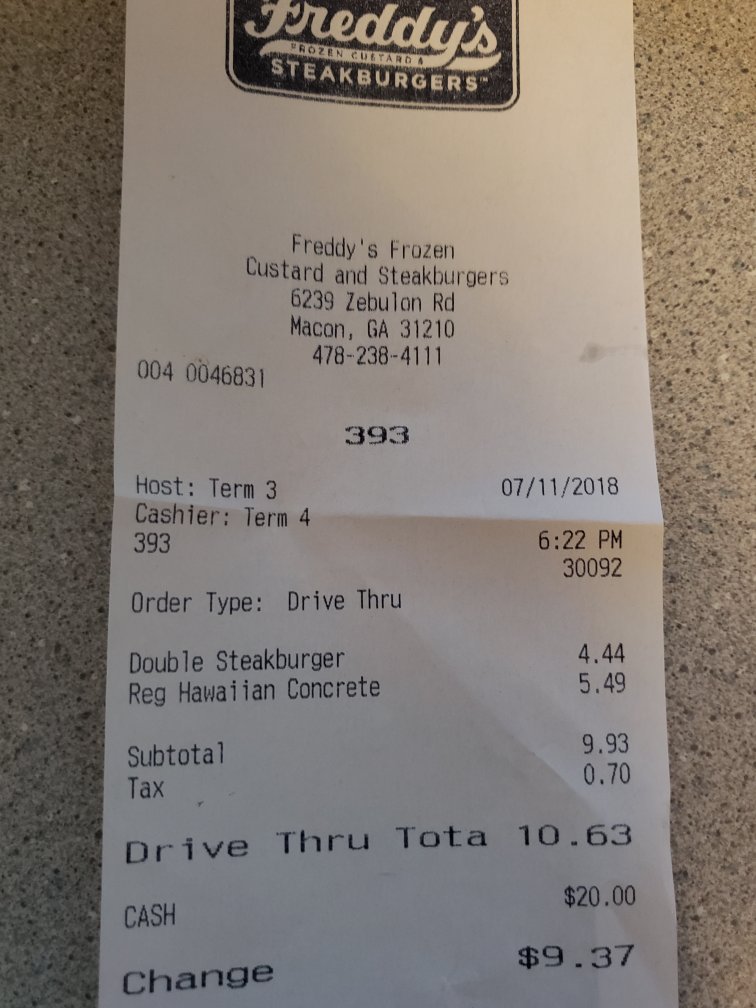 Freddy's
FROZEN CUSTARD &
STEAKBURGERS™
Freddy's Frozen
Custard and Steakburgers
6239 Zebulon Rd
Macon, GA 31210
478-238-4111
004 0046831
393
Host: Term 3 07/11/2018
Cashier: Term 4
393 6:22 PM
30092
Order Type: Drive Thru
Double Steakburger 4.44
Reg Hawaiian Concrete 5.49
Subtotal 9.93
Tax 0.70
Drive Thru Tota 10.63
CASH $20.00
Change $9.37